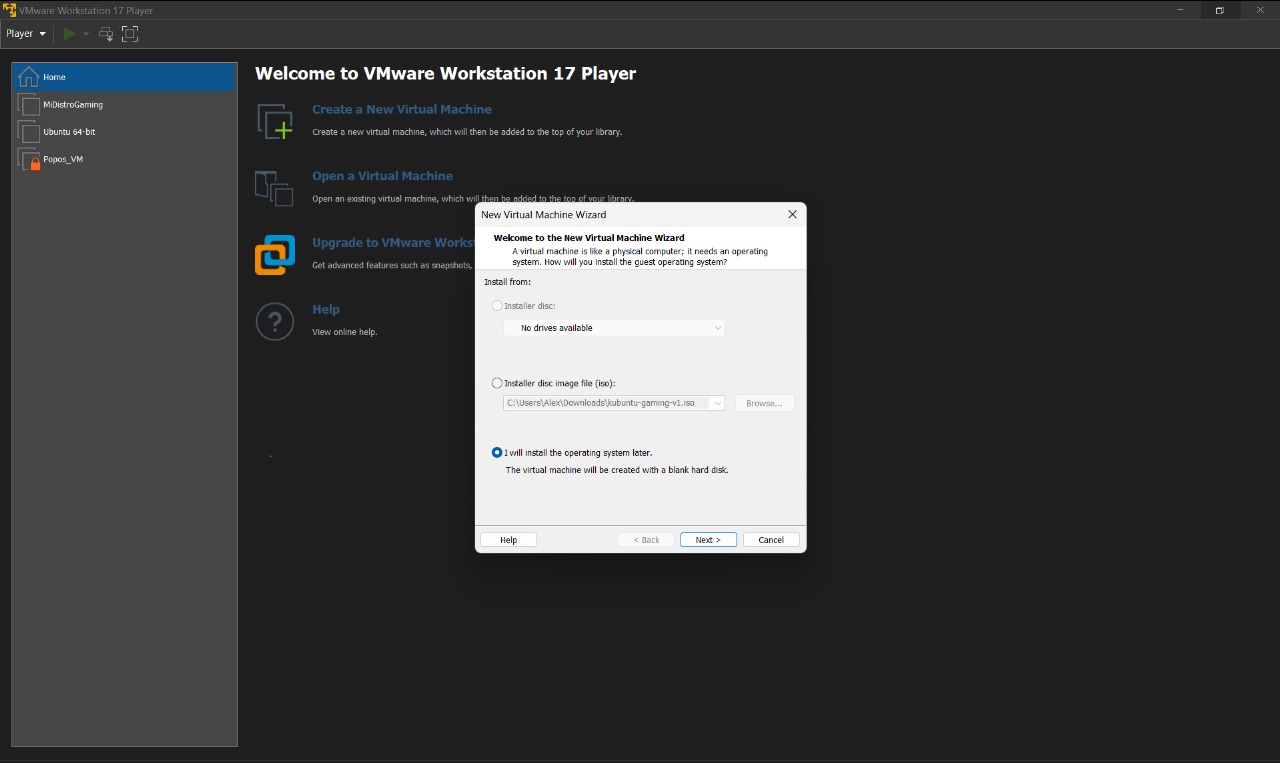 VMware Workstation 17 Player
Player
Home
MiDistroGaming
Ubuntu 64-bit
Popos_VM
Welcome to VMware Workstation 17 Player
Create a New Virtual Machine
Create a new virtual machine, which will then be added to the top of your library.
Open a Virtual Machine
Open an existing virtual machine, which will then be added to the top of your library.
Upgrade to VMware Works
Get advanced features such as snapshots,
Help
View online help.
New Virtual Machine Wizard
Welcome to the New Virtual Machine Wizard
A virtual machine is like a physical computer; it needs an operating
system. How will you install the guest operating system?
Install from:
Installer disc:
No drives available
Installer disc image file (iso):
C:\Users\Alex\Downloads\kubuntu-gaming-v1.iso
Browse...
I will install the operating system later.
The virtual machine will be created with a blank hard disk.
Help
< Back
Next >
Cancel